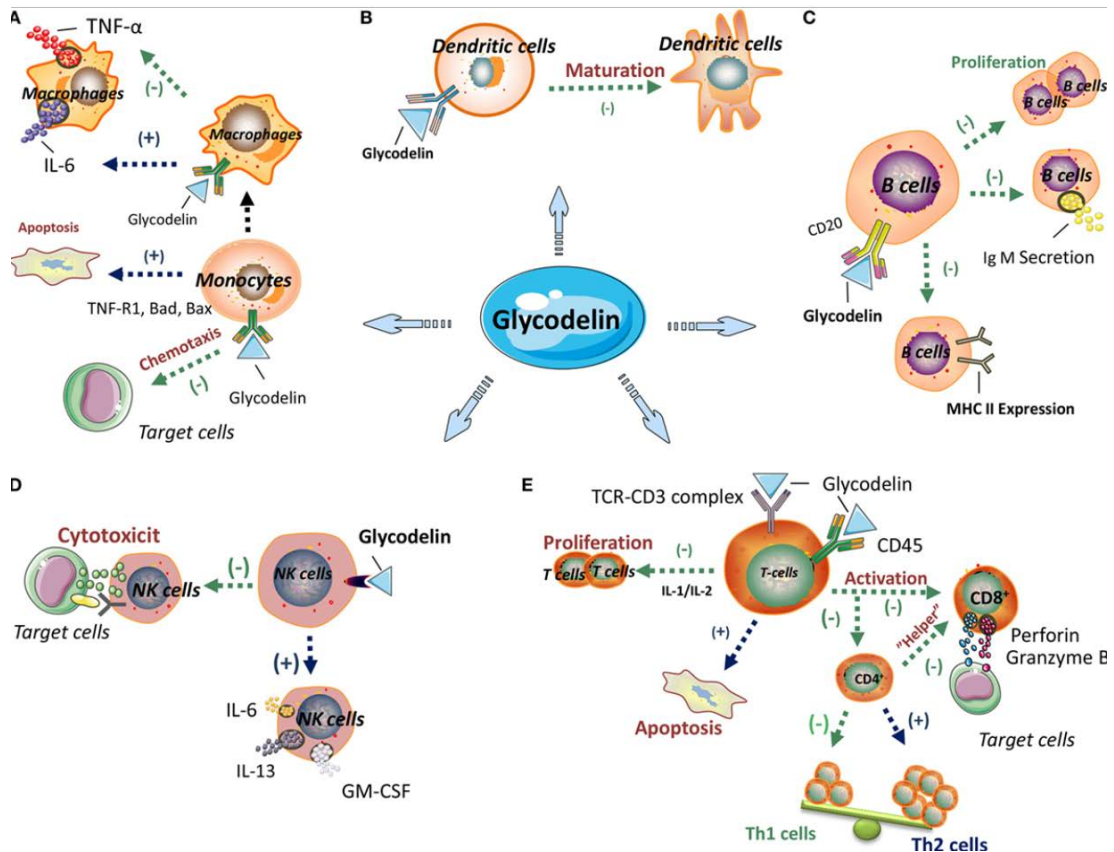 A
TNF-α
Macrophages
(-)
(+)
IL-6
Macrophages
Glycodelin
Apoptosis
(+)
Monocytes
TNF-R1, Bad, Bax
Chemotaxis
(-)
Glycodelin
Target cells
B
Dendritic cells
Maturation
(-)
Dendritic cells
Glycodelin
C
Proliferation
B cells
B cells
(-)
B cells
(-)
B cells
CD20
Ig M Secretion
(-)
Glycodelin
B cells
MHC II Expression
Glycodelin
D
Cytotoxicit
(-)
Glycodelin
NK cells
NK cells
Target cells
(+)
IL-6
NK cells
IL-13
GM-CSF
E
Glycodelin
TCR-CD3 complex
CD45
Proliferation
(-)
T cells
T cells
IL-1/IL-2
T-cells
Activation
(-)
(-)
CD8+
"Helper"
(-)
Perforin
Granzyme B
(+)
CD4+
Apoptosis
Target cells
(-)
(+)
Th1 cells
Th2 cells